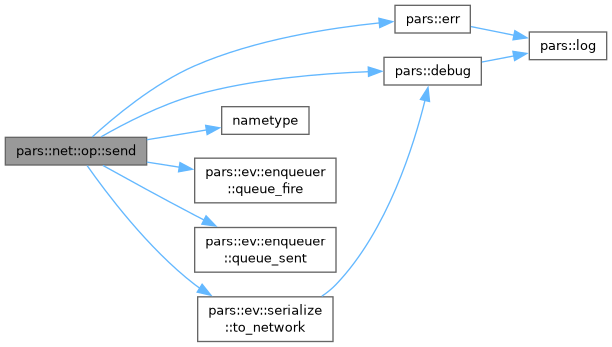 pars::net::op::send
pars::err
pars::log
pars::debug
nametype
pars::ev::enqueuer
::queue_fire
pars::ev::enqueuer
::queue_sent
pars::ev::serialize
::to_network